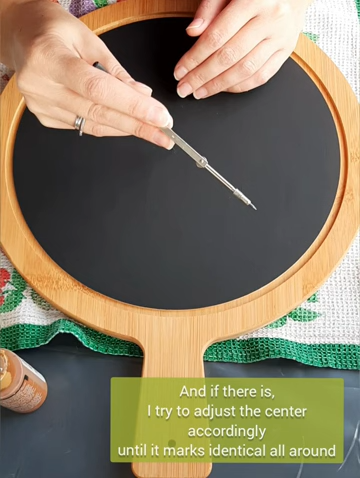 And if there is,
I try to adjust the center
accordingly
until it marks identical all around